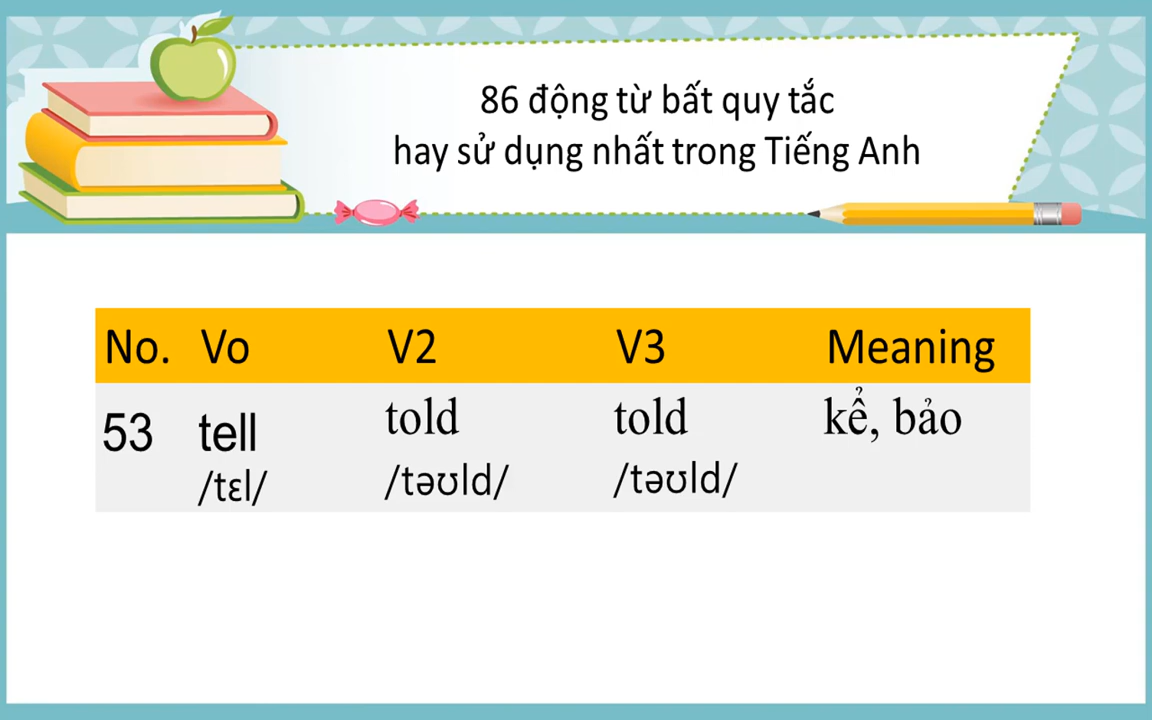 86 động từ bất quy tắc
hay sử dụng nhất trong Tiếng Anh
No. Vo V2 V3 Meaning
53 tell told told kể, bảo
/tɛl/ /təʊld/ /təʊld/